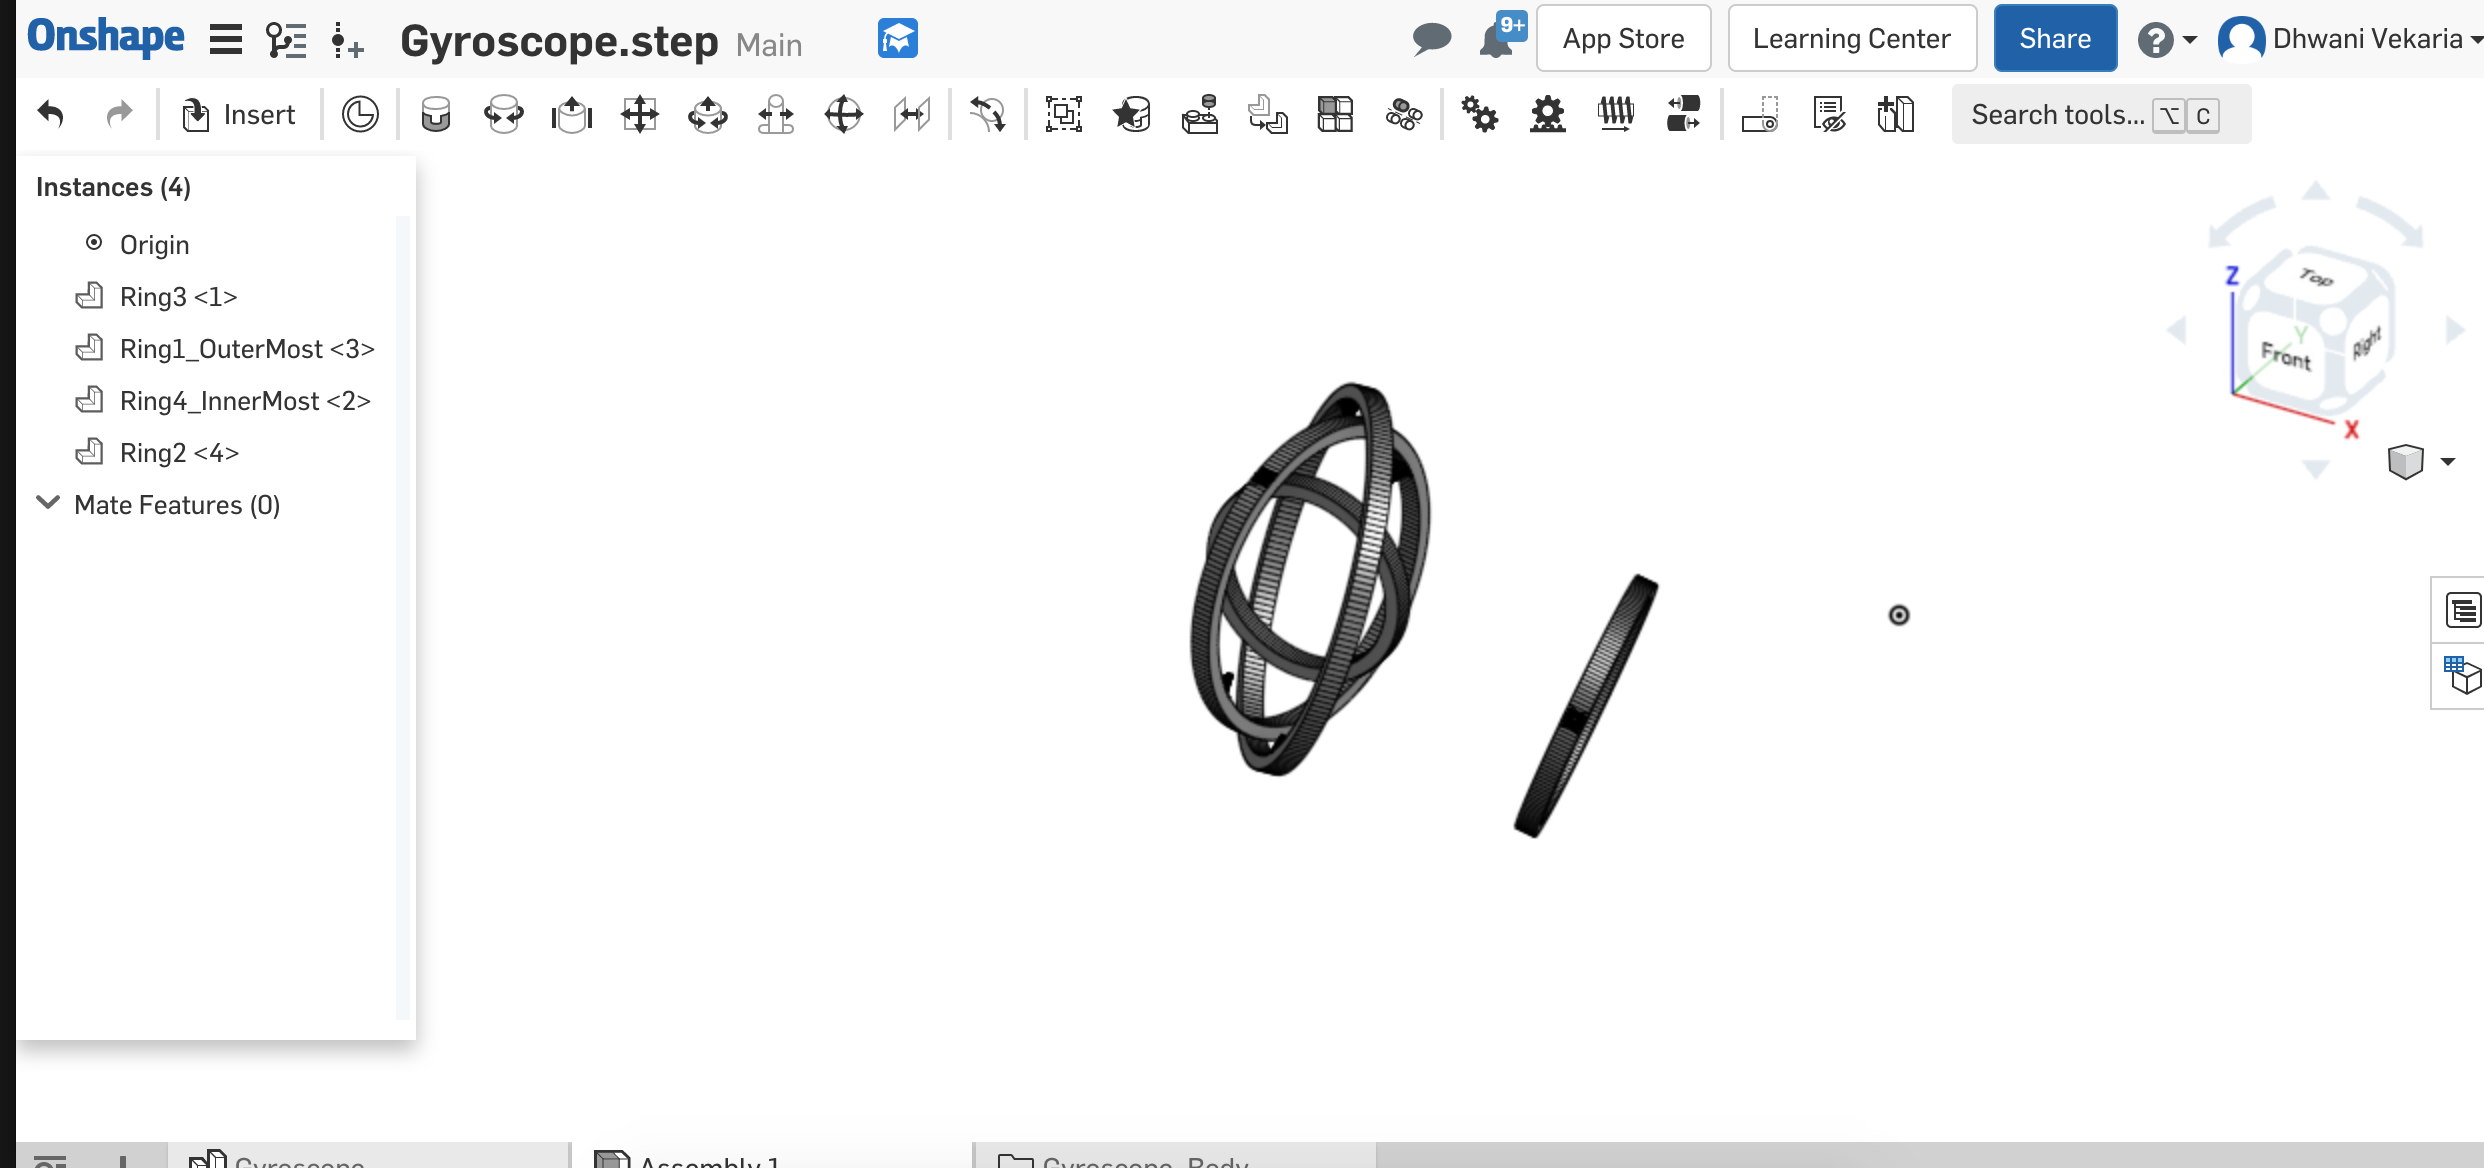 Onshape Gyroscope.step Main 9+ App Store Learning Center Share Dhwani Vekaria
Insert Search tools... ⌥ C
Instances (4)
Origin
Ring3 <1>
Ring1_OuterMost <3>
Ring4_InnerMost <2>
Ring2 <4>
Mate Features (0)
Top
Z
Y
Front
Right
X
Gyroscope Assembly 1 Gyroscope_Body